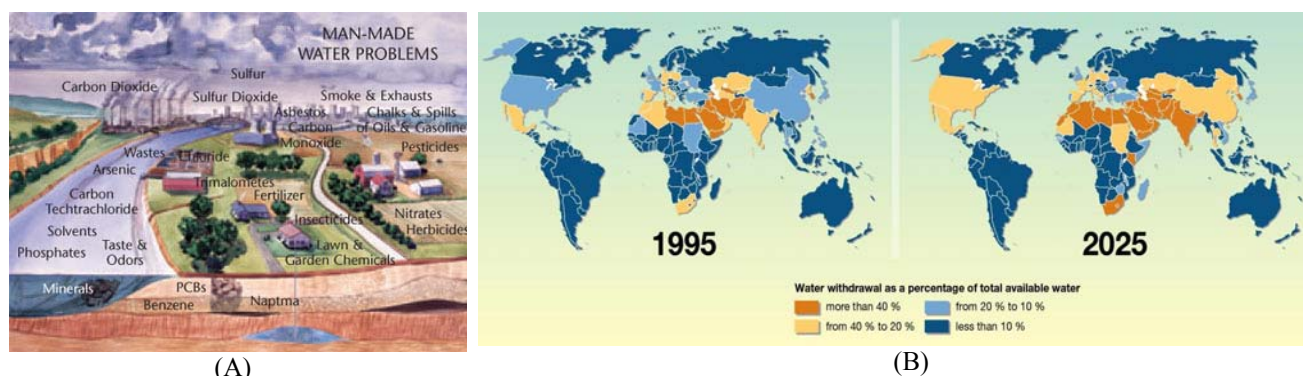 MAN-MADE
WATER PROBLEMS
Sulfur
Carbon Dioxide
Sulfur Dioxide
Smoke & Exhausts
Asbestos
Chalks & Spills
of Oils & Gasoline
Carbon
Monoxide
Pesticides
Wastes
Chloride
Arsenic
Trimalometes
Fertilizer
Carbon
Techtrachloride
Insecticides
Nitrates
Herbicides
Solvents
Phosphates
Taste &
Odors
Lawn &
Garden Chemicals
Minerals
PCBs
Benzene
Naptma
(A)
1995
2025
Water withdrawal as a percentage of total available water
more than 40 %
from 20 % to 10 %
from 40 % to 20 %
less than 10 %
(B)